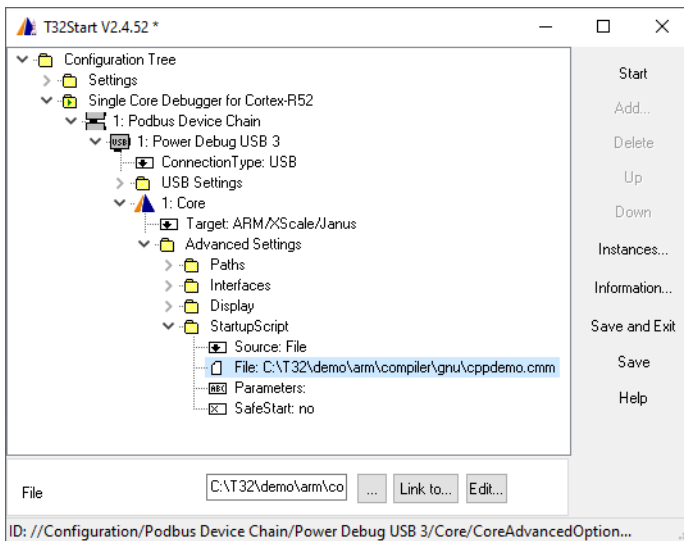 T32Start V2.4.52 *
Configuration Tree
Settings
Single Core Debugger for Cortex-R52
1: Podbus Device Chain
USB 1: Power Debug USB 3
ConnectionType: USB
USB Settings
1: Core
Target: ARM/XScale/Janus
Advanced Settings
Paths
Interfaces
Display
StartupScript
Source: File
File: C:\T32\demo\arm\compiler\gnu\cppdemo.cmm
ABC Parameters:
SafeStart: no
Start
Add...
Delete
Up
Down
Instances...
Information...
Save and Exit
Save
Help
File C:\T32\demo\arm\co ... Link to... Edit...
ID: //Configuration/Podbus Device Chain/Power Debug USB 3/Core/CoreAdvancedOption...